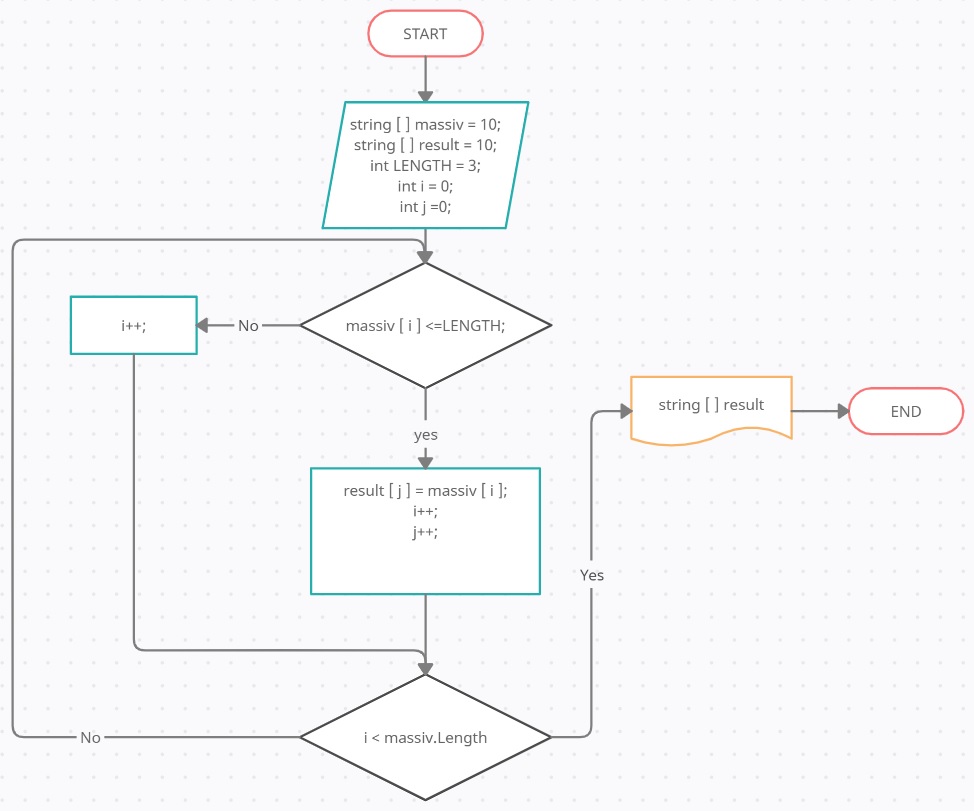 START
string [ ] massiv = 10;
string [ ] result = 10;
int LENGTH = 3;
int i = 0;
int j =0;
massiv [ i ] <=LENGTH;
No
i++;
yes
result [ j ] = massiv [ i ];
i++;
j++;
i < massiv.Length
No
Yes
string [ ] result
END